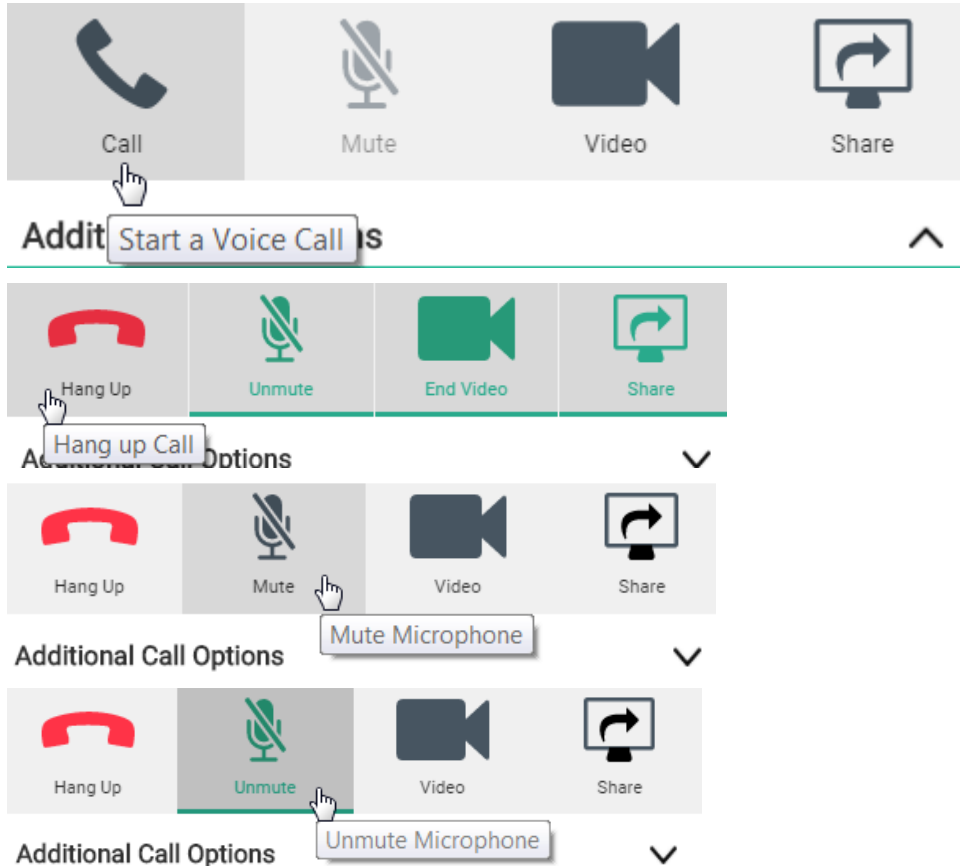 Call Mute Video Share
Addit Start a Voice Call ns
Hang Up Unmute End Video Share
Hang up Call
Additional Call Options
Hang Up Mute Video Share
Mute Microphone
Additional Call Options
Hang Up Unmute Video Share
Unmute Microphone
Additional Call Options